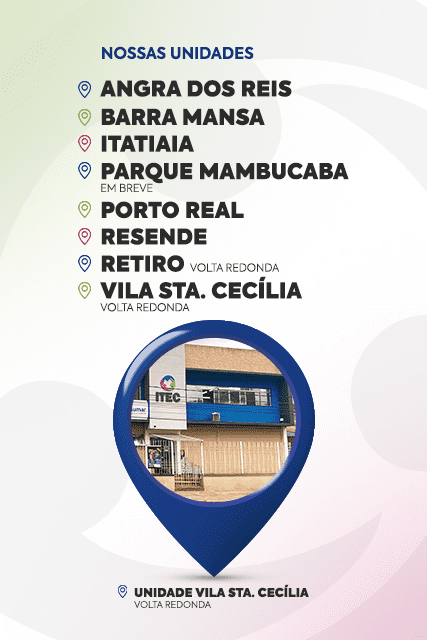 NOSSAS UNIDADES
ANGRA DOS REIS
BARRA MANSA
ITATIAIA
PARQUE MAMBUCABA
EM BREVE
PORTO REAL
RESENDE
RETIRO VOLTA REDONDA
VILA STA. CECÍLIA
VOLTA REDONDA
ITEC
UNIDADE VILA STA. CECÍLIA
VOLTA REDONDA